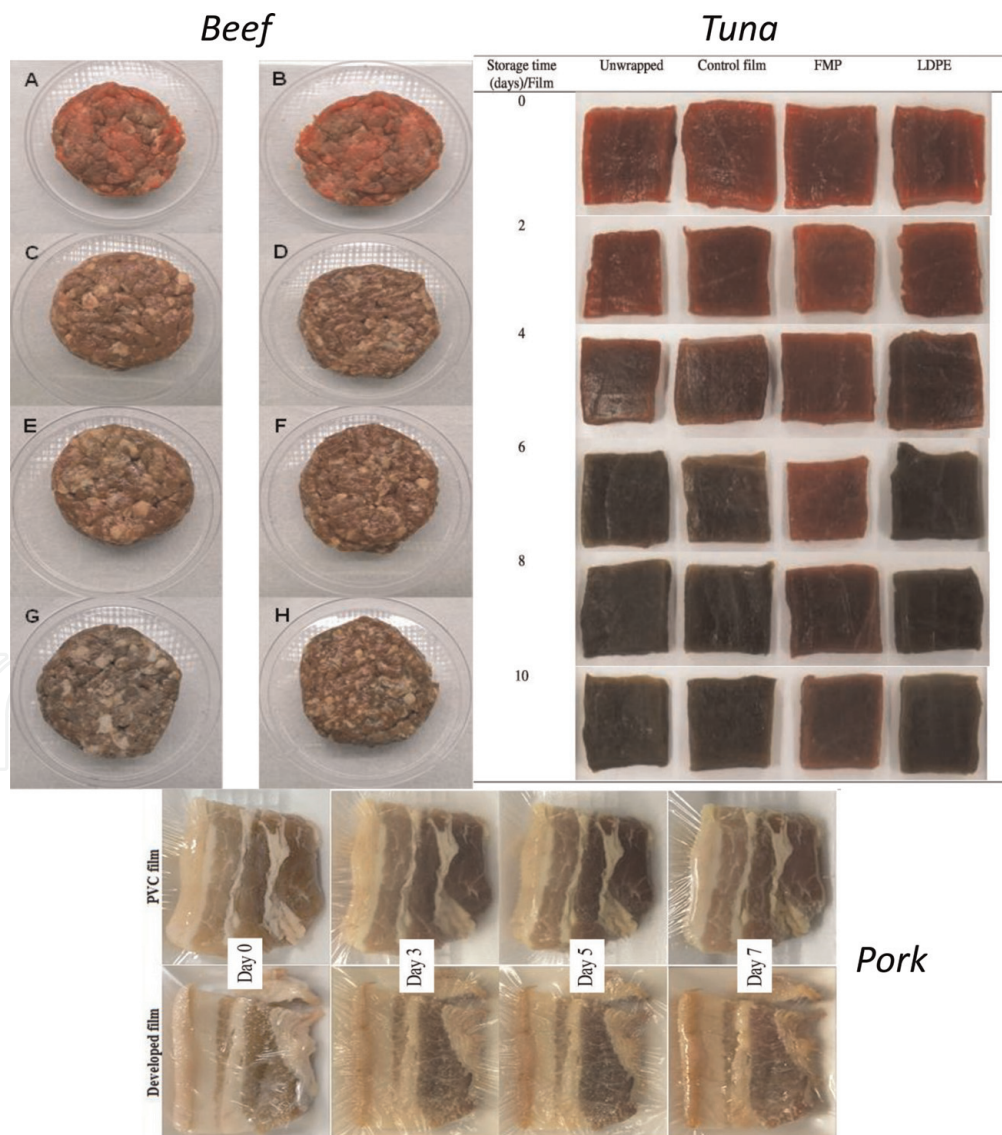 Beef
Tuna
A
B
C
D
E
F
G
H
Storage time
(days)/Film
Unwrapped
Control film
FMP
LDPE
0
2
4
6
8
10
PVC film
Developed film
Day 0
Day 3
Day 5
Day 7
Pork